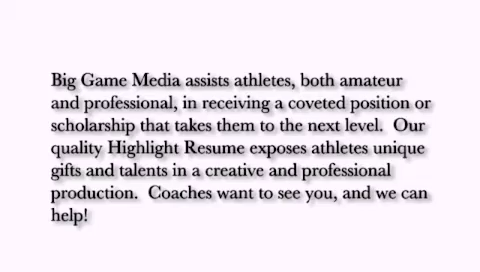 Big Game Media assists athletes, both amateur
and professional, in receiving a coveted position or
scholarship that takes them to the next level.  Our
quality Highlight Resume exposes athletes unique
gifts and talents in a creative and professional
production.  Coaches want to see you, and we can
help!